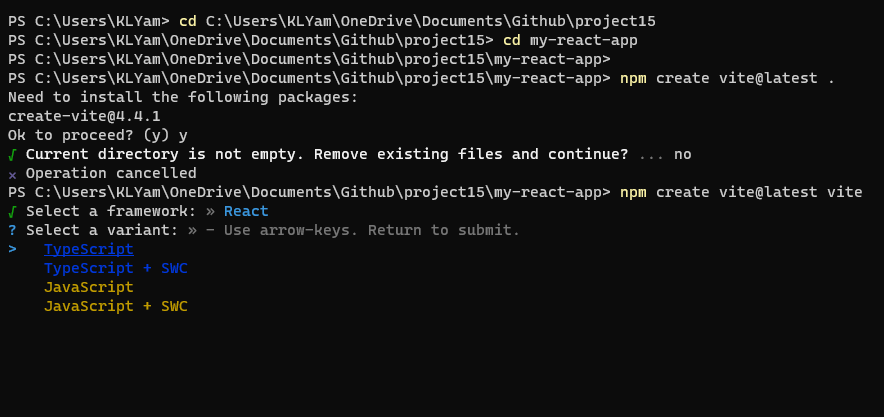 PS C:\Users\KLYam> cd C:\Users\KLYam\OneDrive\Documents\Github\project15
PS C:\Users\KLYam\OneDrive\Documents\Github\project15> cd my-react-app
PS C:\Users\KLYam\OneDrive\Documents\Github\project15\my-react-app>
PS C:\Users\KLYam\OneDrive\Documents\Github\project15\my-react-app> npm create vite@latest .
Need to install the following packages:
create-vite@4.4.1
Ok to proceed? (y) y
√ Current directory is not empty. Remove existing files and continue? ... no
× Operation cancelled
PS C:\Users\KLYam\OneDrive\Documents\Github\project15\my-react-app> npm create vite@latest vite
√ Select a framework: » React
? Select a variant: » - Use arrow-keys. Return to submit.
> TypeScript
TypeScript + SWC
JavaScript
JavaScript + SWC